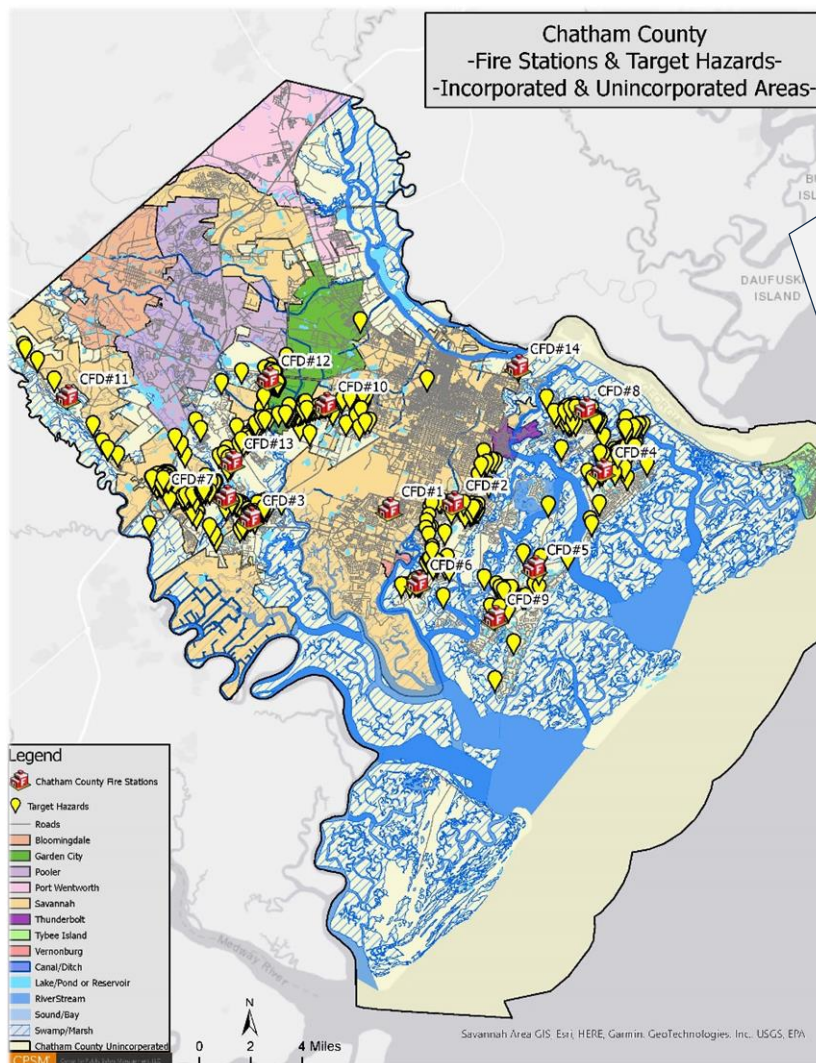 Chatham County
-Fire Stations & Target Hazards-
-Incorporated & Unincorporated Areas-
DAUFUSK
ISLAND
CFD#14
CFD#12
CFD#11
CFD#10
CFD#8
CFD#13
CFD#4
CFD#7
CFD#1
CFD#2
CFD#3
CFD#5
CFD#6
CFD#9
Legend
Chatham County Fire Stations
Target Hazards
Roads
Bloomingdale
Garden City
Pooler
Port Wentworth
Savannah
Thunderbolt
Tybee Island
Vernonburg
Canal/Ditch
Lake/Pond or Reservoir
RiverStream
Sound/Bay
Swamp/Marsh
Chatham County Unincorporated
Medway River
N
0 2 4 Miles
Savannah Area GIS, Esri, HERE, Garmin, GeoTechnologies, Inc., USGS, EPA
CPSM